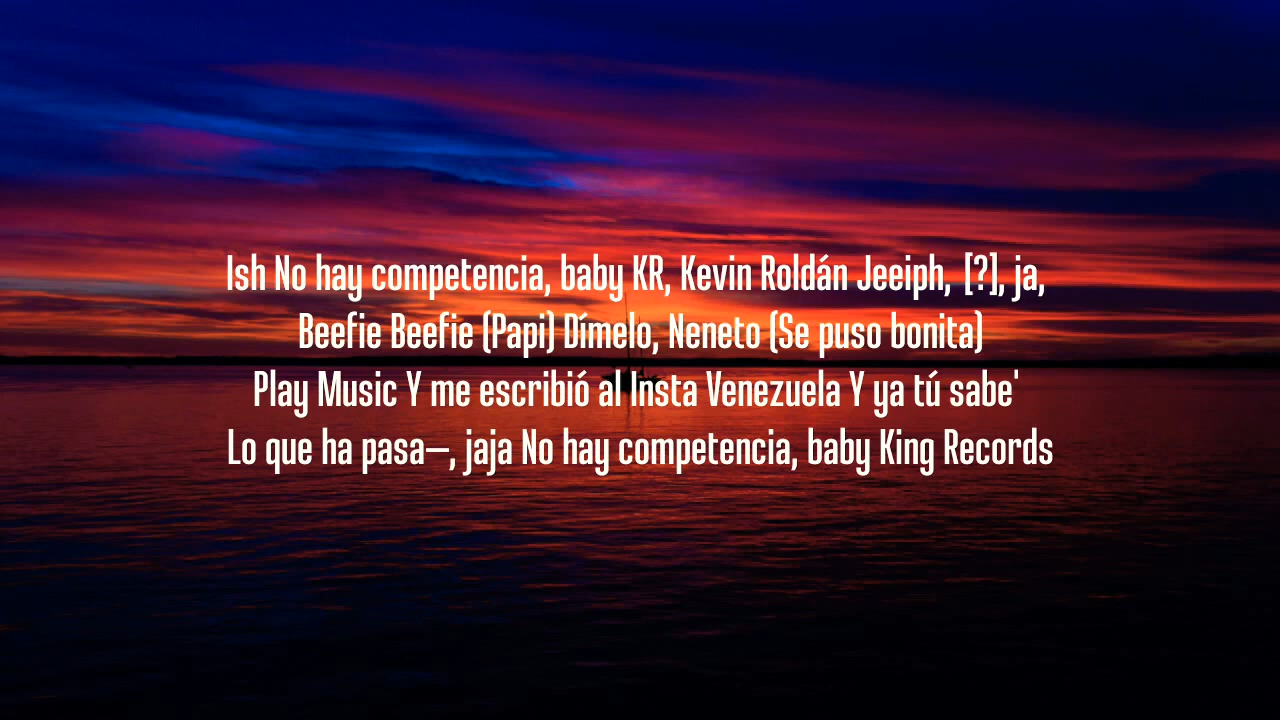 Ish No hay competencia, baby KR, Kevin Roldán Jeeiph, [?], ja,
Beefie Beefie (Papi) Dímelo, Neneto (Se puso bonita)
Play Music Y me escribió al Insta Venezuela Y ya tú sabe'
Lo que ha pasa—, jaja No hay competencia, baby King Records